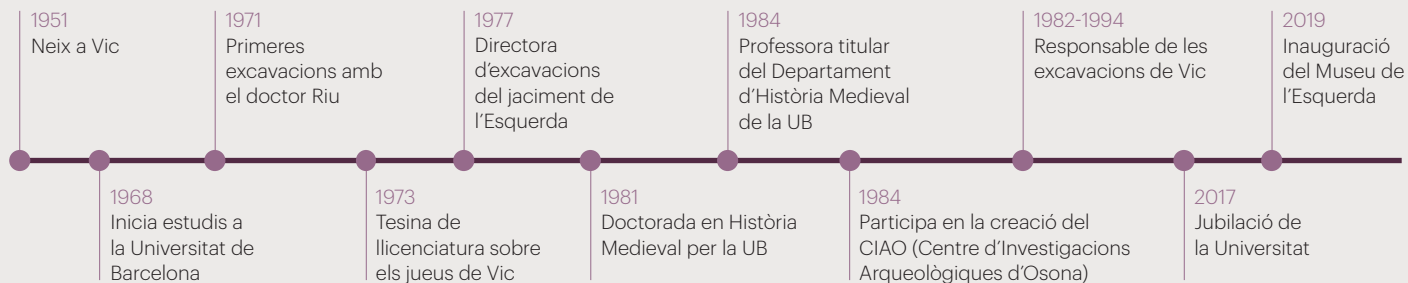 1951
Neix a Vic
1968
Inicia estudis a
la Universitat de
Barcelona
1971
Primeres
excavacions amb
el doctor Riu
1973
Tesina de
llicenciatura sobre
els jueus de Vic
1977
Directora
d'excavacions
del jaciment de
l'Esquerda
1981
Doctorada en Història
Medieval per la UB
1984
Professora titular
del Departament
d'Història Medieval
de la UB
1984
Participa en la creació del
CIAO (Centre d'Investigacions
Arqueològiques d'Osona)
1982-1994
Responsable de les
excavacions de Vic
2017
Jubilació de
la Universitat
2019
Inauguració
del Museu de
l'Esquerda